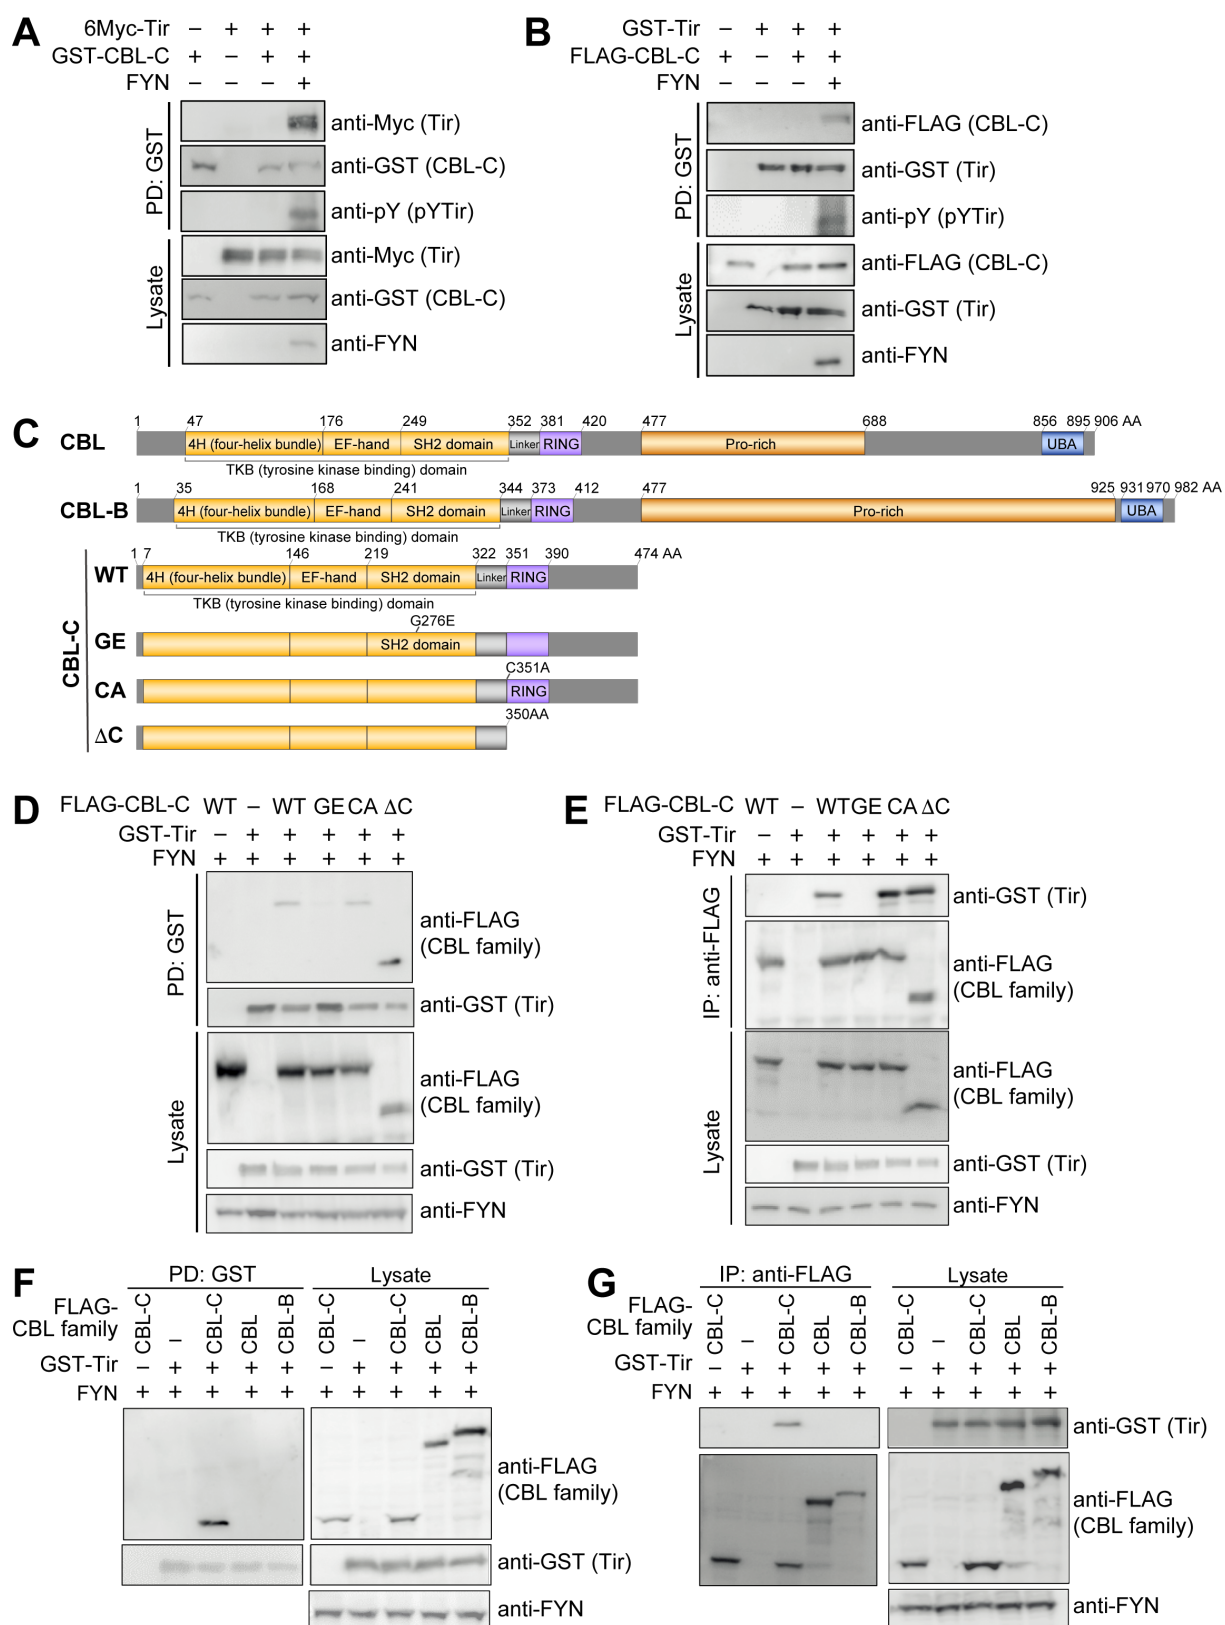 A
6Myc-Tir – + + +
GST-CBL-C + – + +
FYN – – – +
PD: GST
anti-Myc (Tir)
anti-GST (CBL-C)
anti-pY (pYTir)
Lysate
anti-Myc (Tir)
anti-GST (CBL-C)
anti-FYN
B
GST-Tir – + + +
FLAG-CBL-C + – + +
FYN – – – +
PD: GST
anti-FLAG (CBL-C)
anti-GST (Tir)
anti-pY (pYTir)
Lysate
anti-FLAG (CBL-C)
anti-GST (Tir)
anti-FYN
C
1 47 176 249 352 381 420 477 688 856 895 906 AA
CBL 4H (four-helix bundle) EF-hand SH2 domain Linker RING Pro-rich UBA
TKB (tyrosine kinase binding) domain
1 35 168 241 344 373 412 477 925 931 970 982 AA
CBL-B 4H (four-helix bundle) EF-hand SH2 domain Linker RING Pro-rich UBA
TKB (tyrosine kinase binding) domain
1 7 146 219 322 351 390 474 AA
CBL-C
WT 4H (four-helix bundle) EF-hand SH2 domain Linker RING
TKB (tyrosine kinase binding) domain
G276E
GE SH2 domain
C351A
CA RING
350AA
ΔC
D
FLAG-CBL-C WT – WT GE CA ΔC
GST-Tir – + + + + +
FYN + + + + + +
PD: GST
anti-FLAG
(CBL family)
anti-GST (Tir)
Lysate
anti-FLAG
(CBL family)
anti-GST (Tir)
anti-FYN
E
FLAG-CBL-C WT – WT GE CA ΔC
GST-Tir – + + + + +
FYN + + + + + +
IP: anti-FLAG
anti-GST (Tir)
anti-FLAG
(CBL family)
Lysate
anti-FLAG
(CBL family)
anti-GST (Tir)
anti-FYN
F
PD: GST Lysate
FLAG-
CBL family CBL-C – CBL-C CBL CBL-B CBL-C – CBL-C CBL CBL-B
GST-Tir – + + + + – + + + +
FYN + + + + + + + + + +
anti-FLAG
(CBL family)
anti-GST (Tir)
anti-FYN
G
IP: anti-FLAG Lysate
FLAG-
CBL family CBL-C – CBL-C CBL CBL-B CBL-C – CBL-C CBL CBL-B
GST-Tir – + + + + – + + + +
FYN + + + + + + + + + +
anti-GST (Tir)
anti-FLAG
(CBL family)
anti-FYN